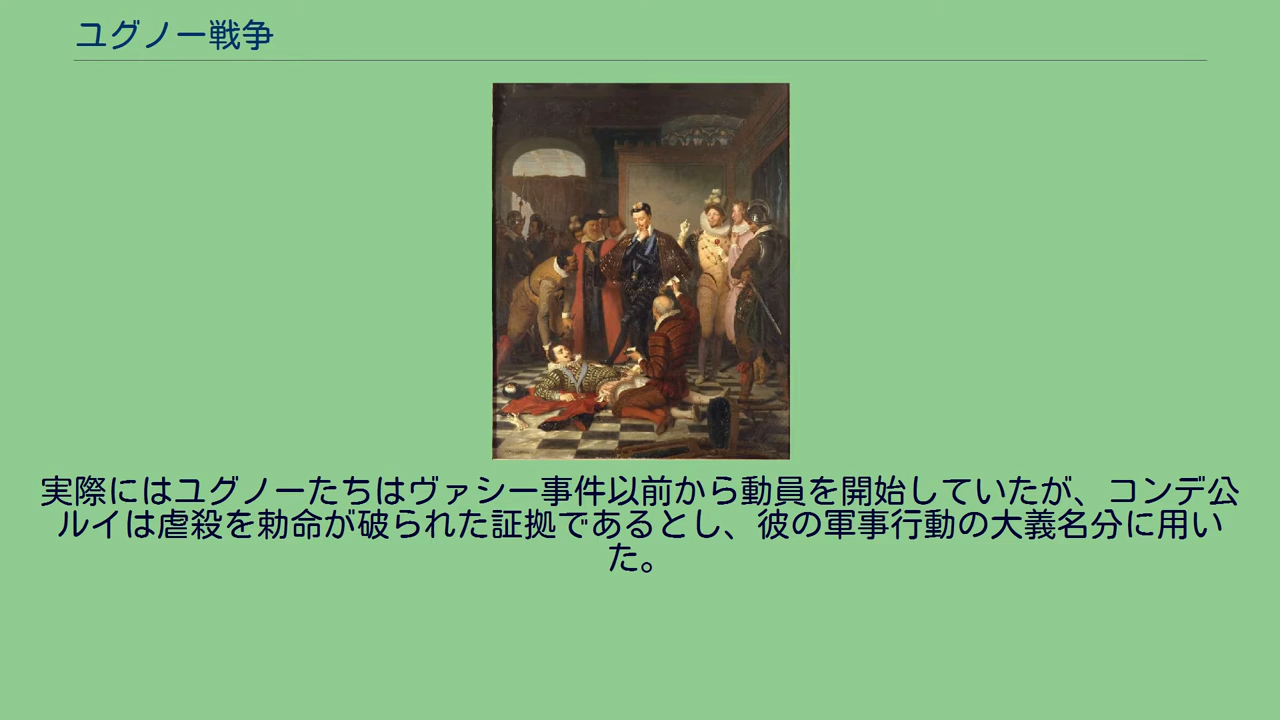 ユグノー戦争
実際にはユグノーたちはヴァシー事件以前から動員を開始していたが、コンデ公
ルイは虐殺を勅命が破られた証拠であるとし、彼の軍事行動の大義名分に用い
た。